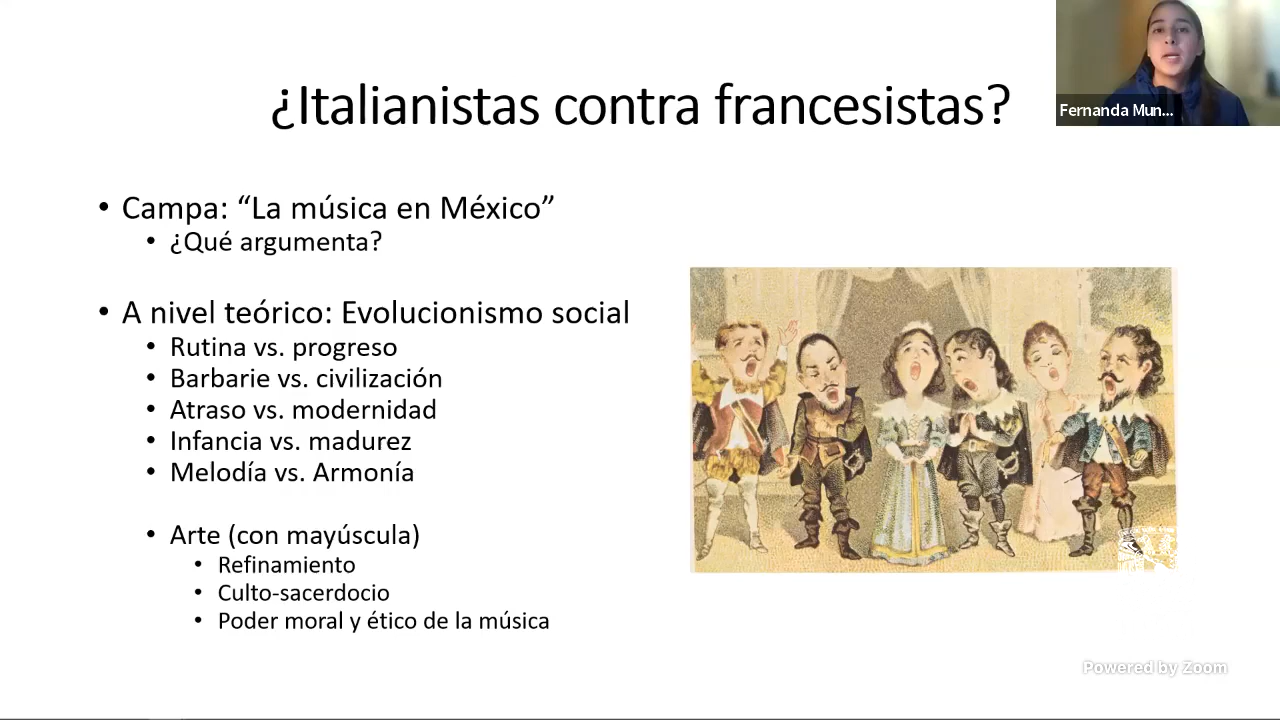 ¿Italianistas contra francesistas?
Fernanda Mun...
• Campa: “La música en México”
• ¿Qué argumenta?
• A nivel teórico: Evolucionismo social
• Rutina vs. progreso
• Barbarie vs. civilización
• Atraso vs. modernidad
• Infancia vs. madurez
• Melodía vs. Armonía
• Arte (con mayúscula)
• Refinamiento
• Culto-sacerdocio
• Poder moral y ético de la música
Powered by Zoom